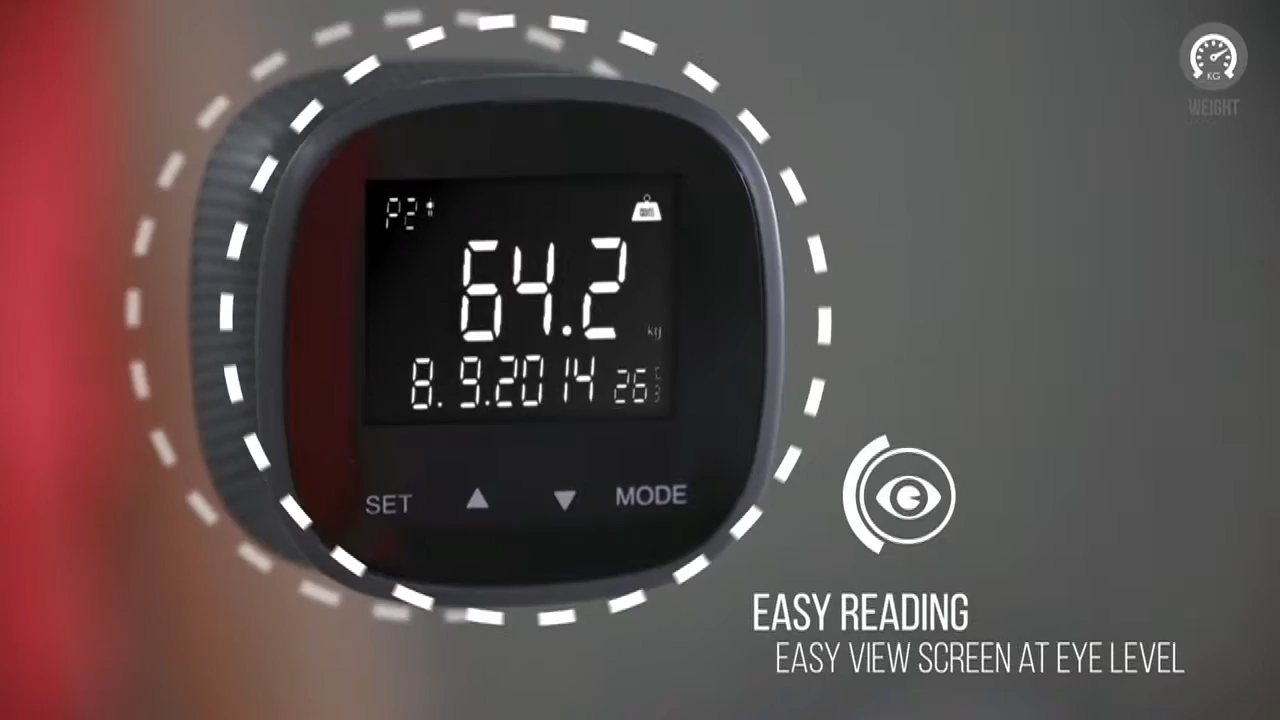 KG
WEIGHT
P2
64.2
kg
8. 9.2014 26
SET ▲ ▼ MODE
EASY READING
EASY VIEW SCREEN AT EYE LEVEL